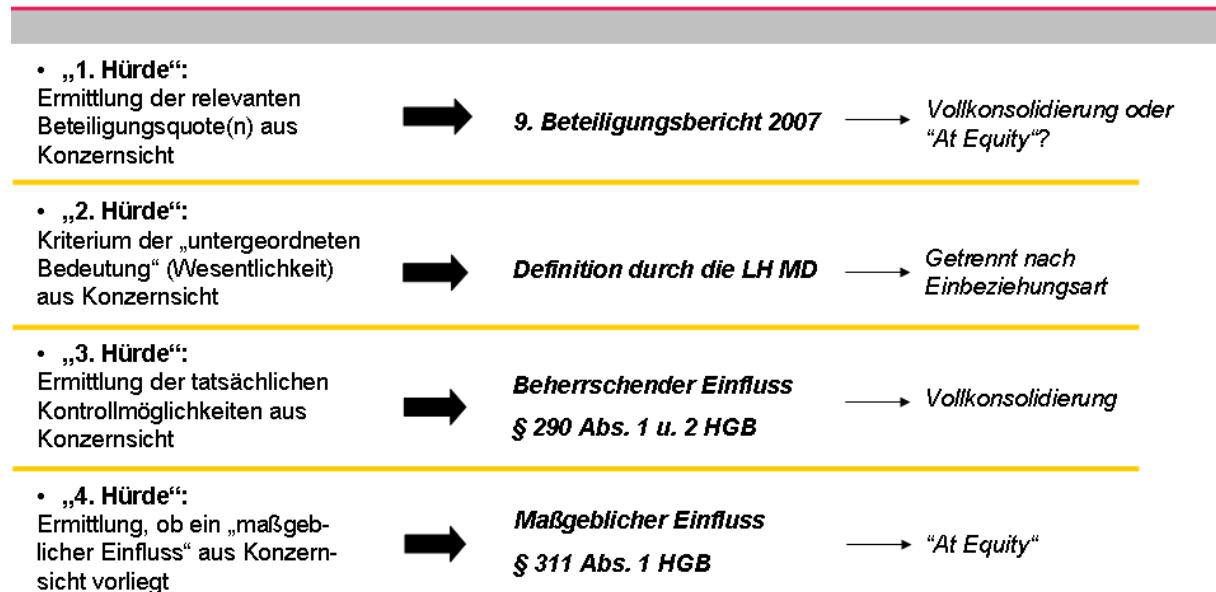 • „1. Hürde“:
Ermittlung der relevanten
Beteiligungsquote(n) aus
Konzernsicht
9. Beteiligungsbericht 2007
Vollkonsolidierung oder
"At Equity“?
• „2. Hürde“:
Kriterium der „untergeordneten
Bedeutung“ (Wesentlichkeit)
aus Konzernsicht
Definition durch die LH MD
Getrennt nach
Einbeziehungsart
• „3. Hürde“:
Ermittlung der tatsächlichen
Kontrollmöglichkeiten aus
Konzernsicht
Beherrschender Einfluss
§ 290 Abs. 1 u. 2 HGB
Vollkonsolidierung
• „4. Hürde“:
Ermittlung, ob ein „maßgeb-
licher Einfluss“ aus Konzern-
sicht vorliegt
Maßgeblicher Einfluss
§ 311 Abs. 1 HGB
"At Equity“